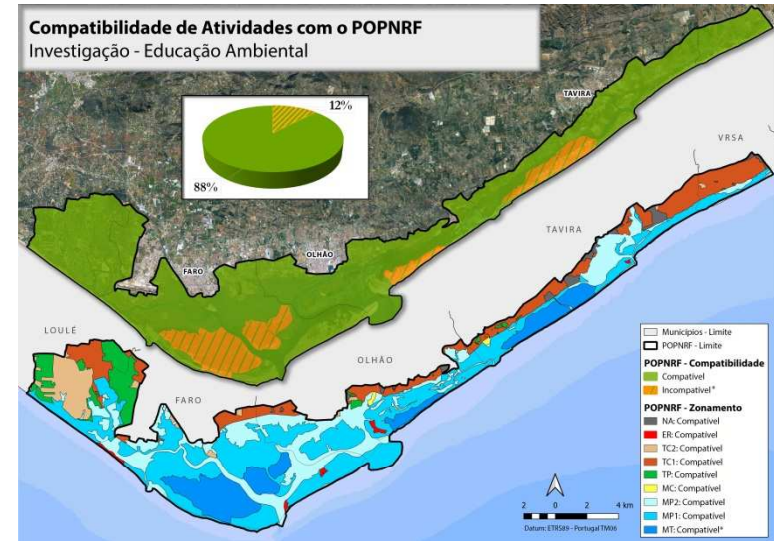 Compatibilidade de Atividades com o POPNRF
Investigação - Educação Ambiental
12%
88%
TAVIRA
VRSA
TAVIRA
OLHÃO
FARO
LOULÉ
OLHÃO
FARO
Municípios - Limite
POPNRF - Limite
POPNRF - Compatibilidade
Compatível
Incompatível*
POPNRF - Zonamento
NA: Compatível
ER: Compatível
TC2: Compatível
TC1: Compatível
TP: Compatível
MC: Compatível
MP2: Compatível
MP1: Compatível
MT: Compatível*
2 0 2 4 km
Datum: ETRS89 - Portugal TM06